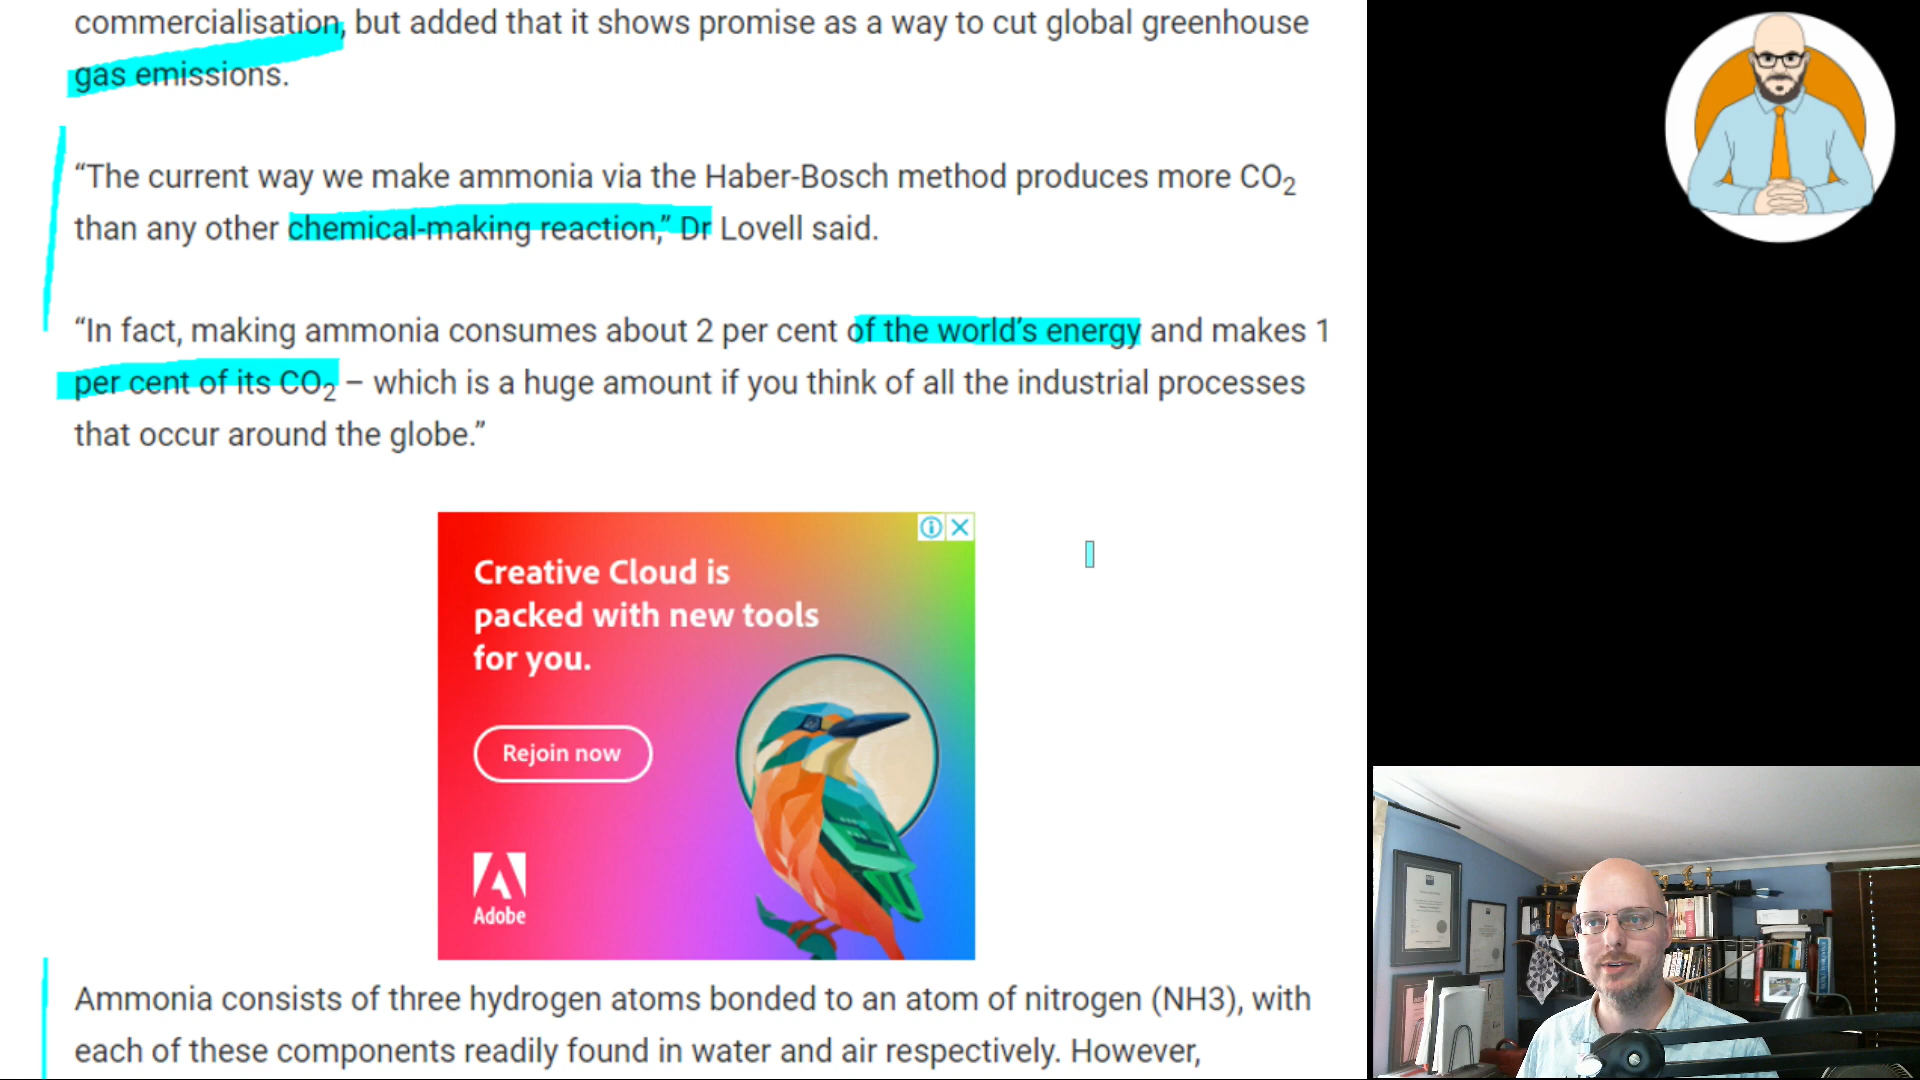 commercialisation, but added that it shows promise as a way to cut global greenhouse
gas emissions.
“The current way we make ammonia via the Haber-Bosch method produces more CO₂
than any other chemical-making reaction,” Dr Lovell said.
“In fact, making ammonia consumes about 2 per cent of the world’s energy and makes 1
per cent of its CO₂ – which is a huge amount if you think of all the industrial processes
that occur around the globe.”
Creative Cloud is
packed with new tools
for you.
Rejoin now
Adobe
Ammonia consists of three hydrogen atoms bonded to an atom of nitrogen (NH3), with
each of these components readily found in water and air respectively. However,